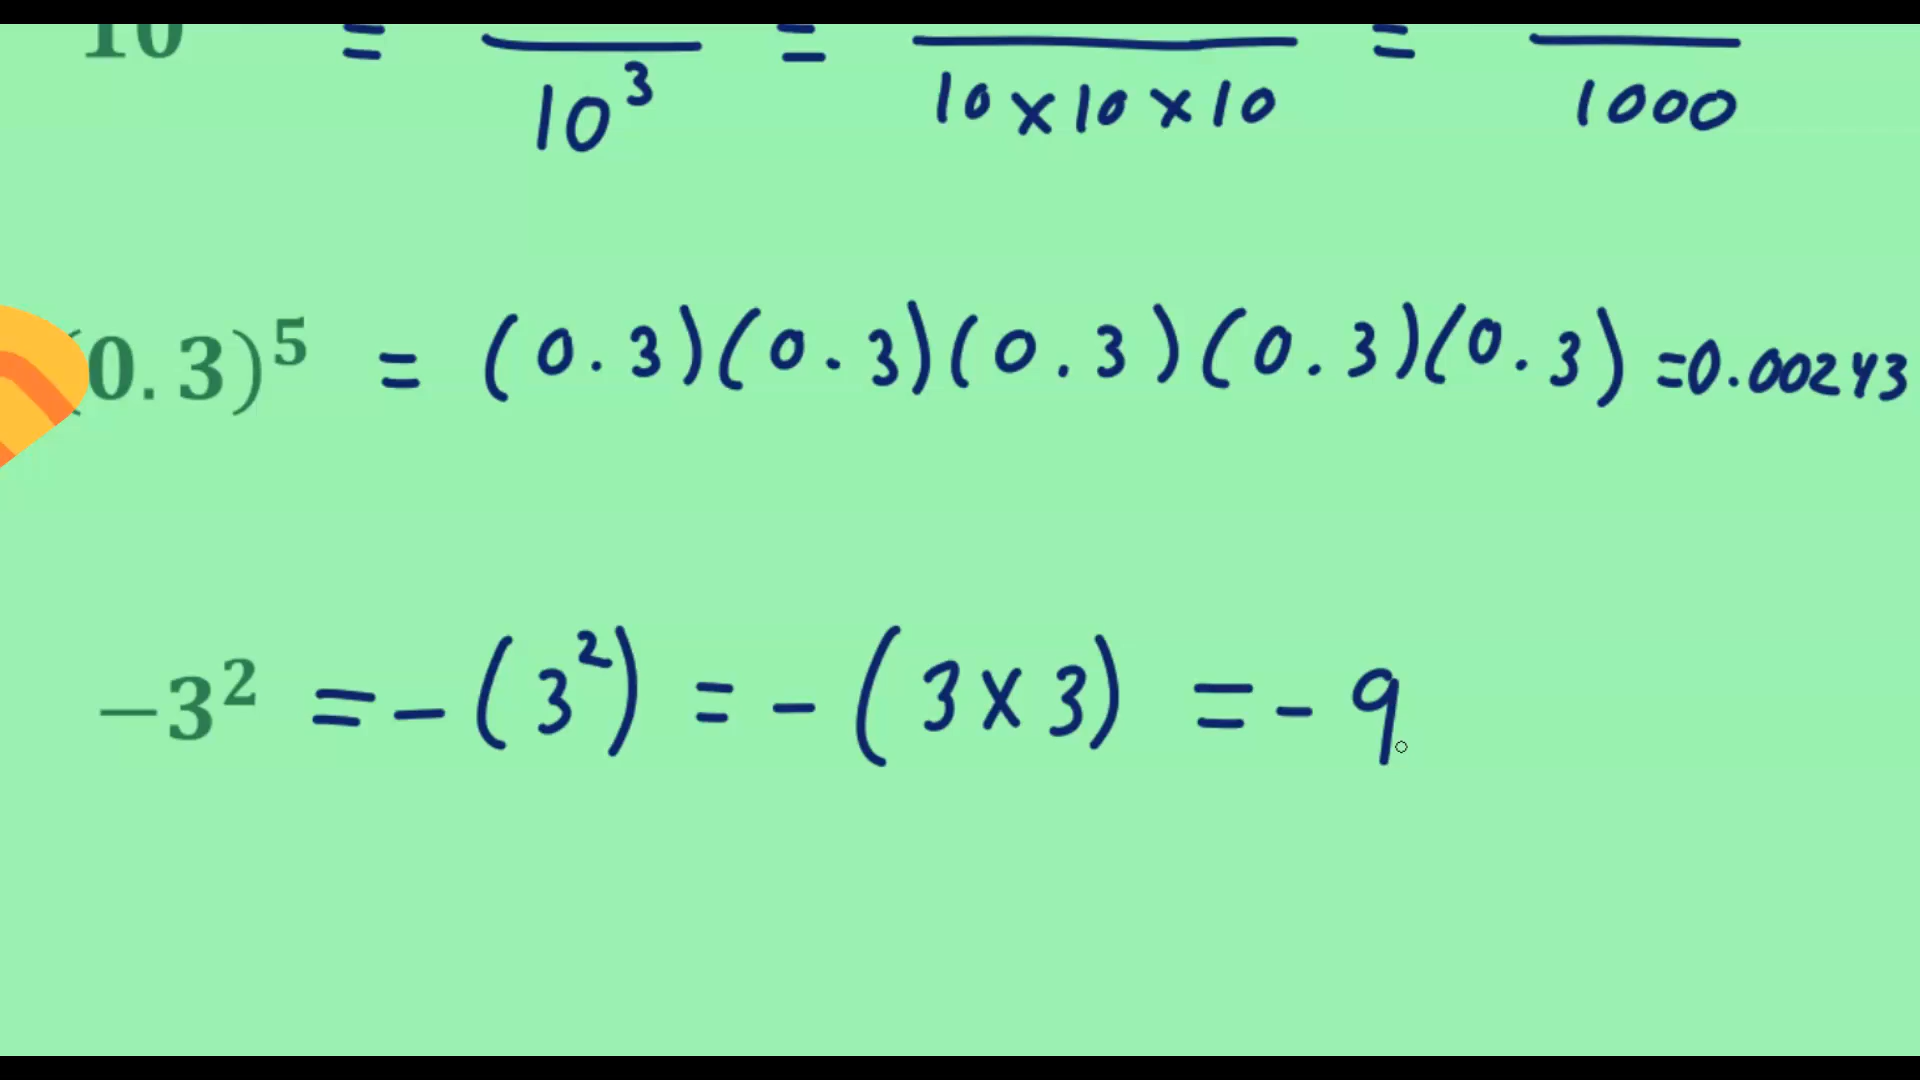 10 = 10³ = 10 x 10 x 10 = 1000
(0.3)⁵ = (0.3)(0.3)(0.3)(0.3)(0.3) =0.00243
−3² = - (3²) = - (3 x 3) = - 9